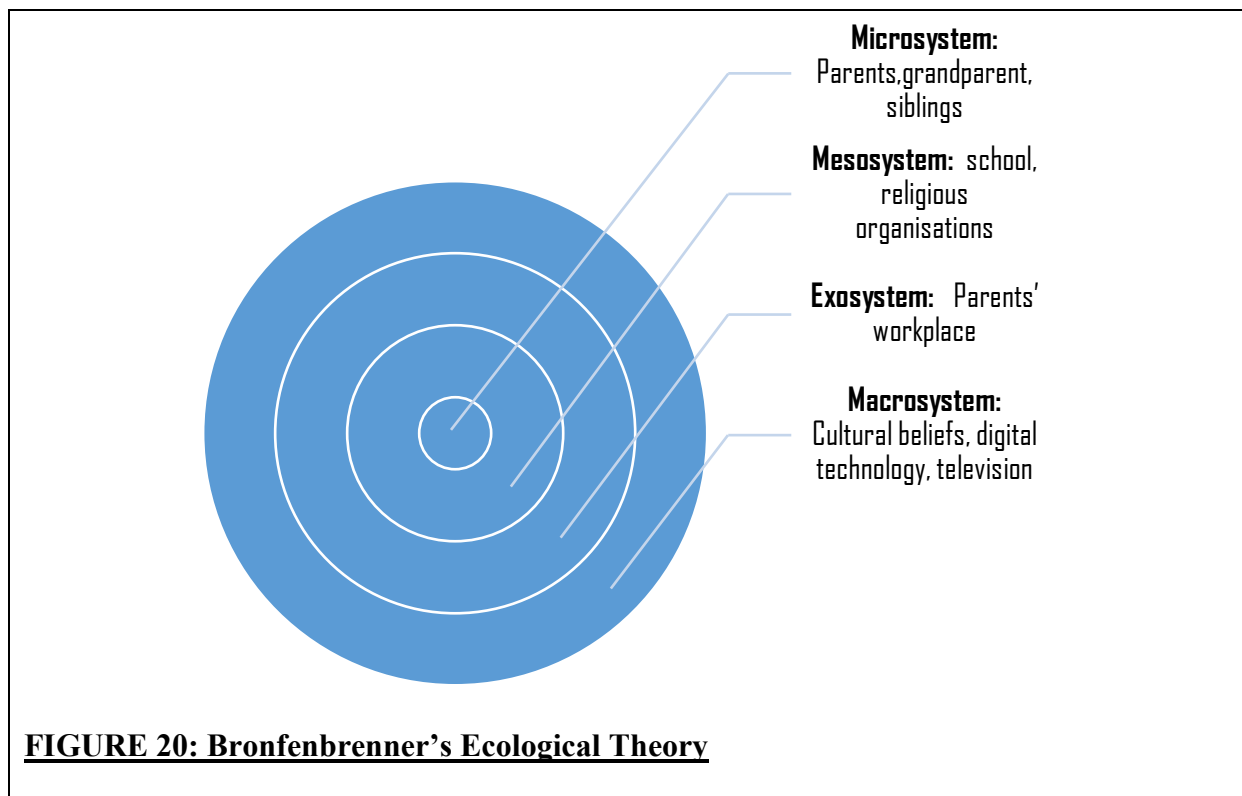 Microsystem:
Parents,grandparent,
siblings
Mesosystem: school,
religious
organisations
Exosystem: Parents'
workplace
Macrosystem:
Cultural beliefs, digital
technology, television
FIGURE 20: Bronfenbrenner’s Ecological Theory